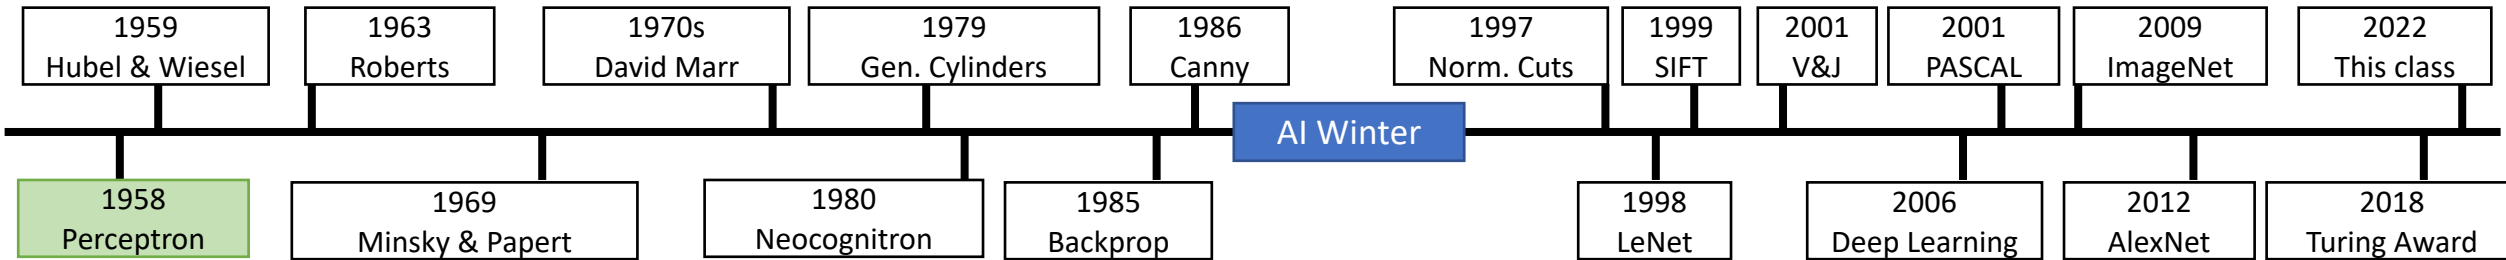 1959
Hubel & Wiesel
1963
Roberts
1970s
David Marr
1979
Gen. Cylinders
1986
Canny
1997
Norm. Cuts
1999
SIFT
2001
V&J
2001
PASCAL
2009
ImageNet
2022
This class
AI Winter
1958
Perceptron
1969
Minsky & Papert
1980
Neocognitron
1985
Backprop
1998
LeNet
2006
Deep Learning
2012
AlexNet
2018
Turing Award